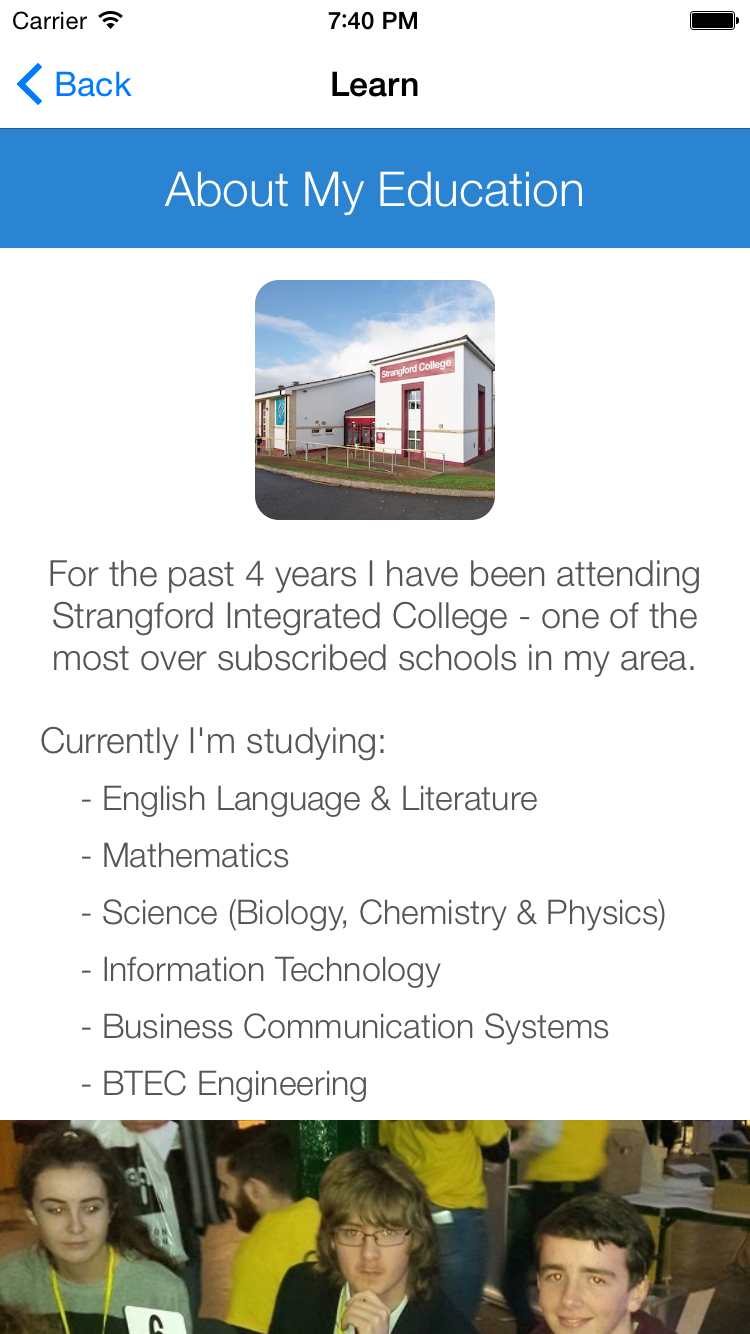 Carrier 7:40 PM
Back Learn
About My Education
Strangford College
For the past 4 years I have been attending
Strangford Integrated College - one of the
most over subscribed schools in my area.
Currently I'm studying:
- English Language & Literature
- Mathematics
- Science (Biology, Chemistry & Physics)
- Information Technology
- Business Communication Systems
- BTEC Engineering
6